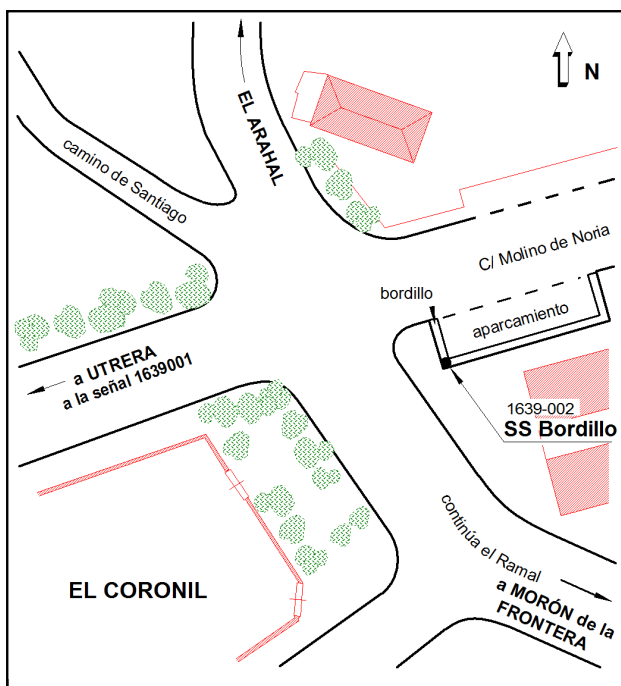 N
EL ARAHAL
camino de Santiago
C/ Molino de Noria
bordillo
aparcamiento
a UTRERA
a la señal 1639001
1639-002
SS Bordillo
continúa el Ramal
a MORÓN de la
FRONTERA
EL CORONIL